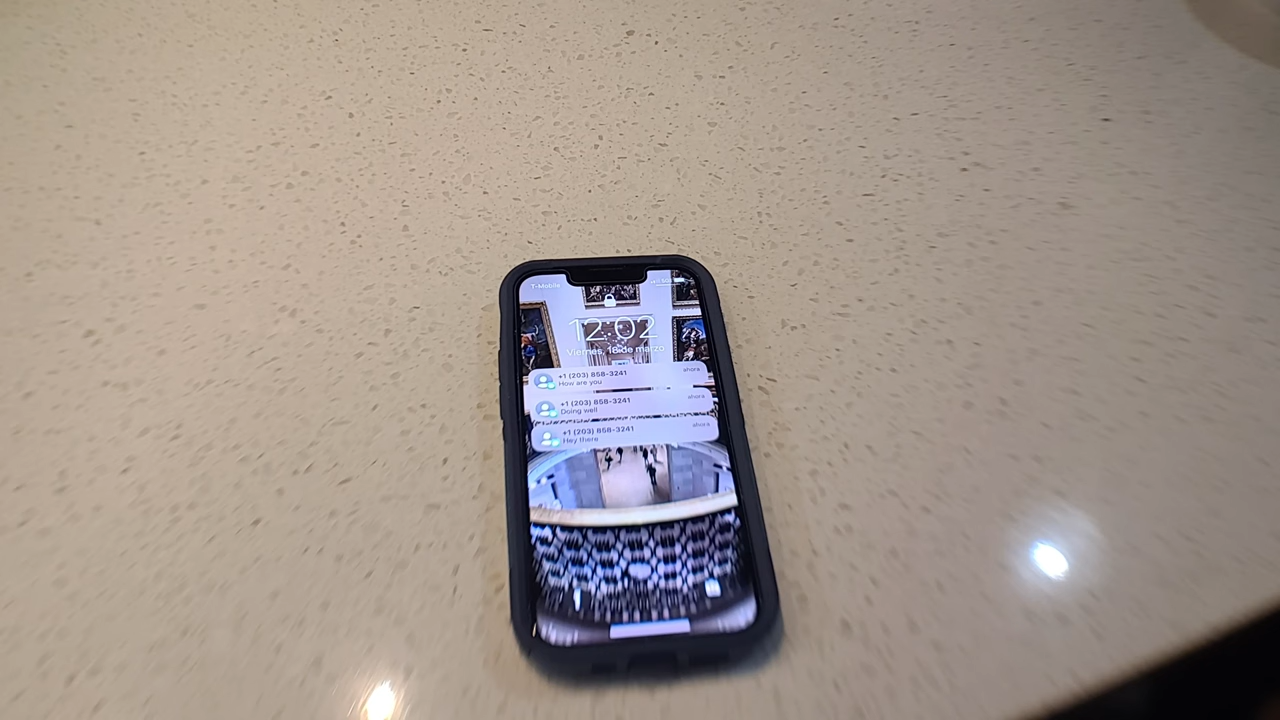 T-Mobile
12:02
Viernes, 18 de marzo
+1 (203) 858-3241
ahora
How are you
+1 (203) 858-3241
ahora
Doing well
+1 (203) 858-3241
ahora
Hey there